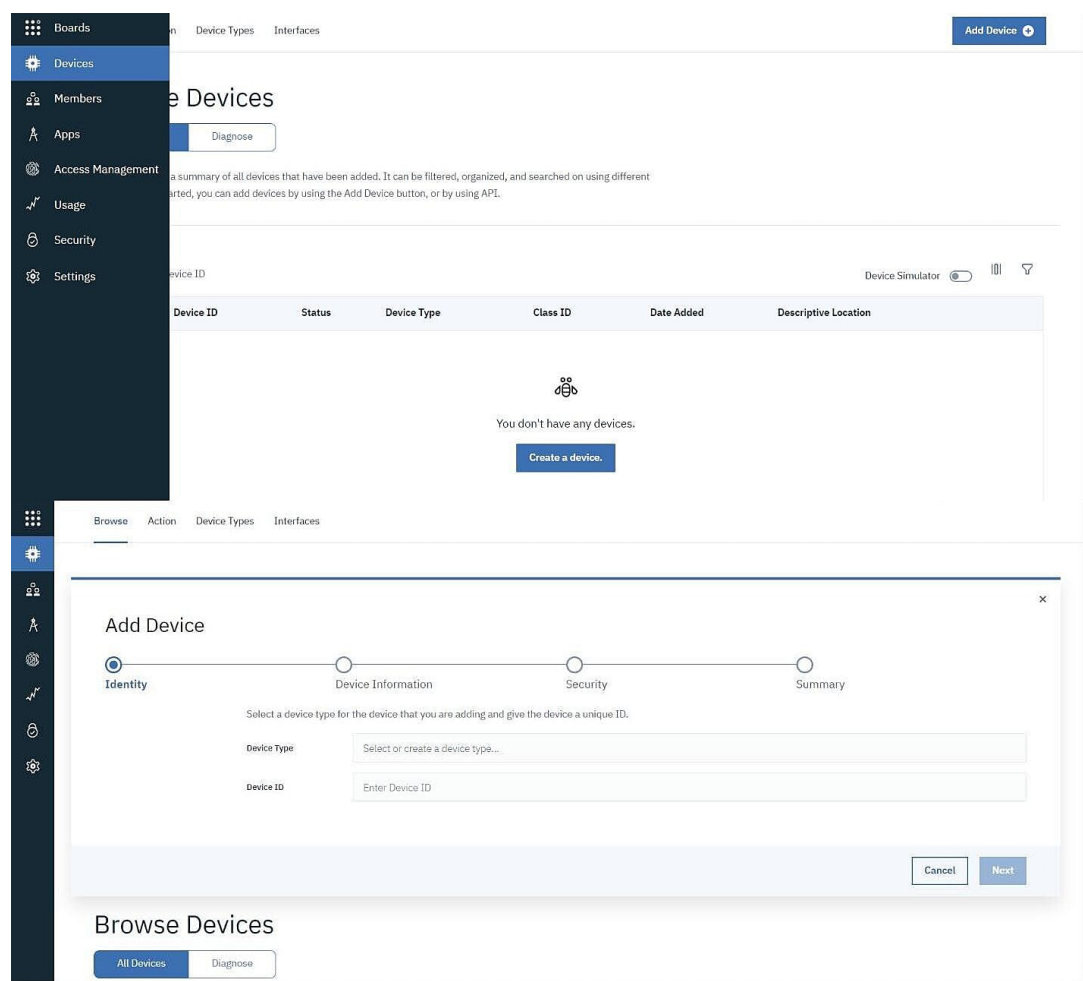 Boards
Device Types
Interfaces
Add Device
Devices
Members
e Devices
Apps
Diagnose
Access Management
a summary of all devices that have been added. It can be filtered, organized, and searched on using different
arted, you can add devices by using the Add Device button, or by using API.
Usage
Security
Settings
evice ID
Device Simulator
Device ID
Status
Device Type
Class ID
Date Added
Descriptive Location
You don't have any devices.
Create a device.
Browse
Action
Device Types
Interfaces
Add Device
Identity
Device Information
Security
Summary
Select a device type for the device that you are adding and give the device a unique ID.
Device Type
Select or create a device type...
Device ID
Enter Device ID
Cancel
Next
Browse Devices
All Devices
Diagnose